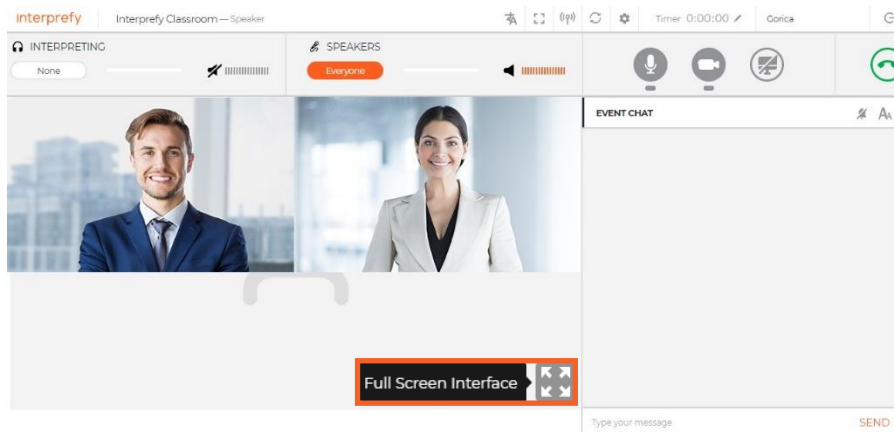 interprefy
Interprefy Classroom — Speaker
Timer 0:00:00
Gorica
INTERPRETING
SPEAKERS
None
Everyone
EVENT CHAT
AA
Full Screen Interface
Type your message
SEND